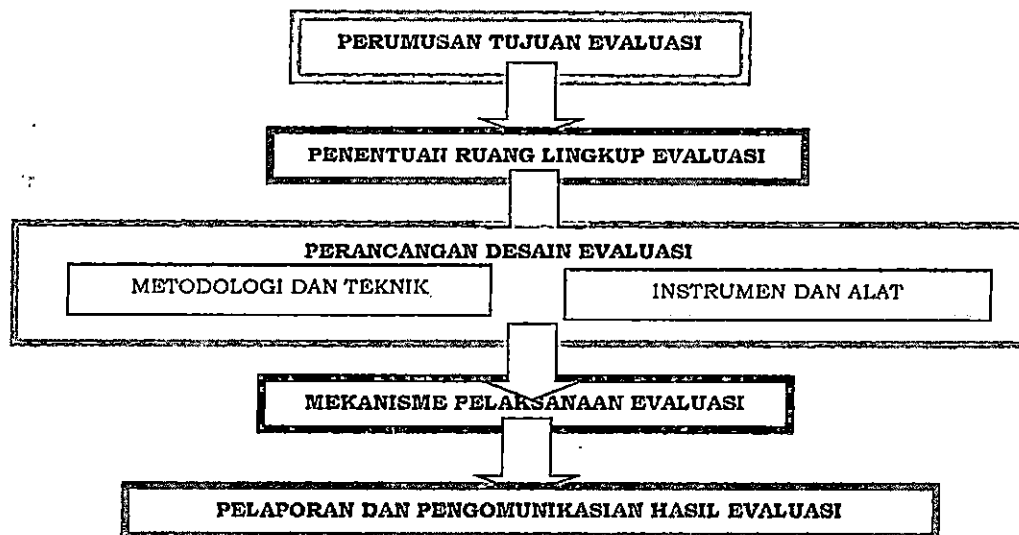 PERUMUSAN TUJUAN EVALUASI
PENENTUAN RUANG LINGKUP EVALUASI
PERANCANGAN DESAIN EVALUASI
METODOLOGI DAN TEKNIK
INSTRUMEN DAN ALAT
MEKANISME PELAKSANAAN EVALUASI
PELAPORAN DAN PENGOMUNIKASIAN HASIL EVALUASI